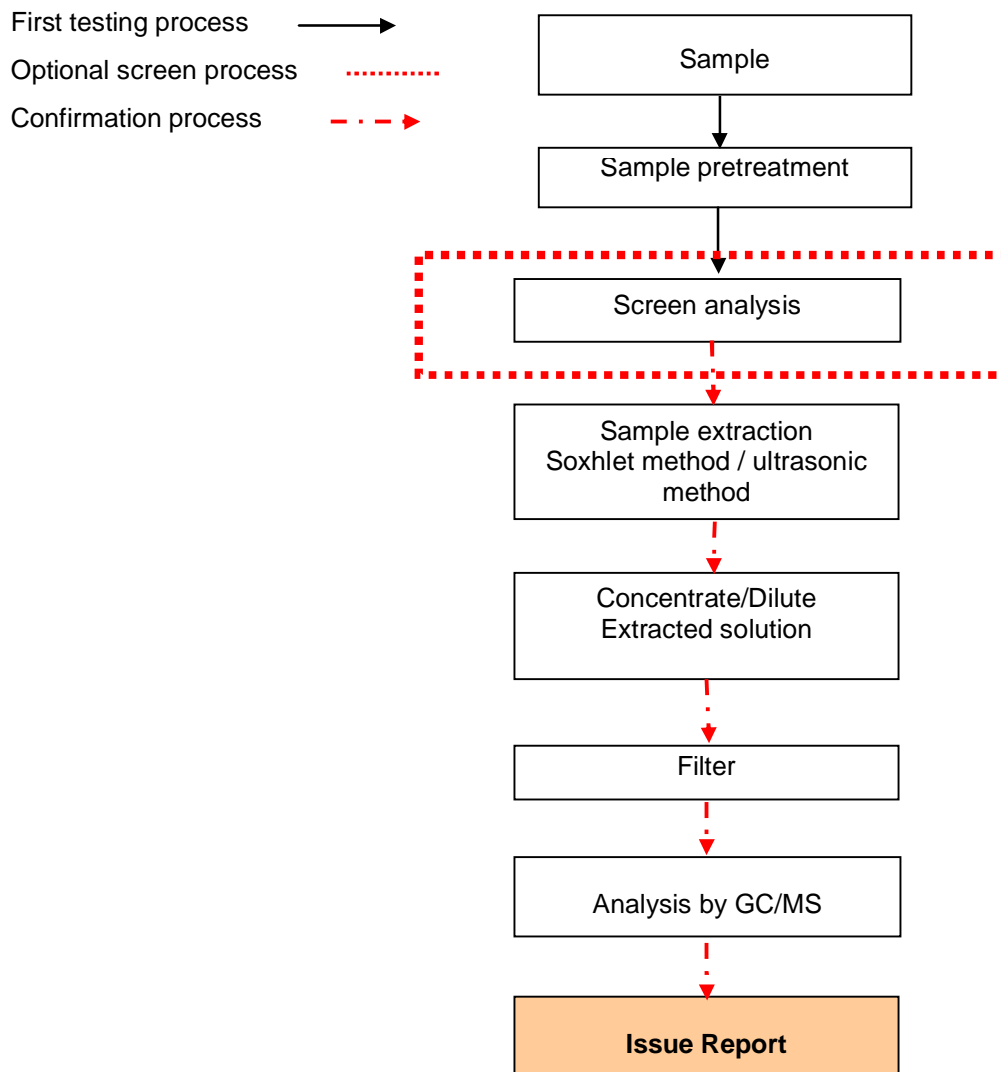 First testing process
Optional screen process
Confirmation process
Sample
Sample pretreatment
Screen analysis
Sample extraction
Soxhlet method / ultrasonic
method
Concentrate/Dilute
Extracted solution
Filter
Analysis by GC/MS
Issue Report